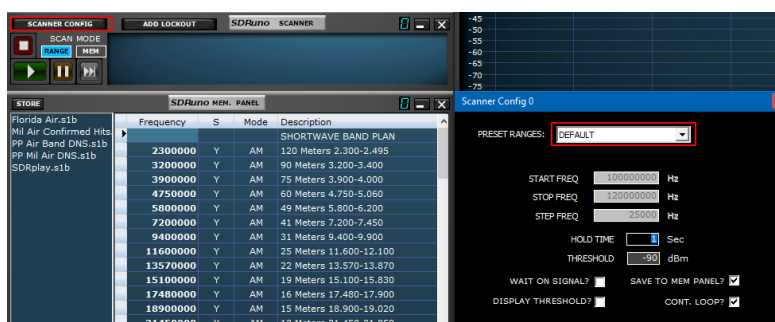 SCANNER CONFIG
ADD LOCKOUT
SDRuno SCANNER
0
SCAN MODE
RANGE MEM
-45
-50
-55
-60
-65
-70
-75
STORE
SDRuno MEM. PANEL
0
Florida Air.s1b
Mil Air Confirmed Hits.
PP Air Band DNS.s1b
PP Mil Air DNS.s1b
SDRplay.s1b
Frequency S Mode Description
SHORTWAVE BAND PLAN
2300000 Y AM 120 Meters 2.300-2.495
3200000 Y AM 90 Meters 3.200-3.400
3900000 Y AM 75 Meters 3.900-4.000
4750000 Y AM 60 Meters 4.750-5.060
5800000 Y AM 49 Meters 5.800-6.200
7200000 Y AM 41 Meters 7.200-7.450
9400000 Y AM 31 Meters 9.400-9.900
11600000 Y AM 25 Meters 11.600-12.100
13570000 Y AM 22 Meters 13.570-13.870
15100000 Y AM 19 Meters 15.100-15.830
17480000 Y AM 16 Meters 17.480-17.900
18900000 Y AM 15 Meters 18.900-19.020
Scanner Config 0
PRESET RANGES: DEFAULT
START FREQ 100000000 Hz
STOP FREQ 120000000 Hz
STEP FREQ 25000 Hz
HOLD TIME 1 Sec
THRESHOLD -90 dBm
WAIT ON SIGNAL? SAVE TO MEM PANEL?
DISPLAY THRESHOLD? CONT. LOOP?